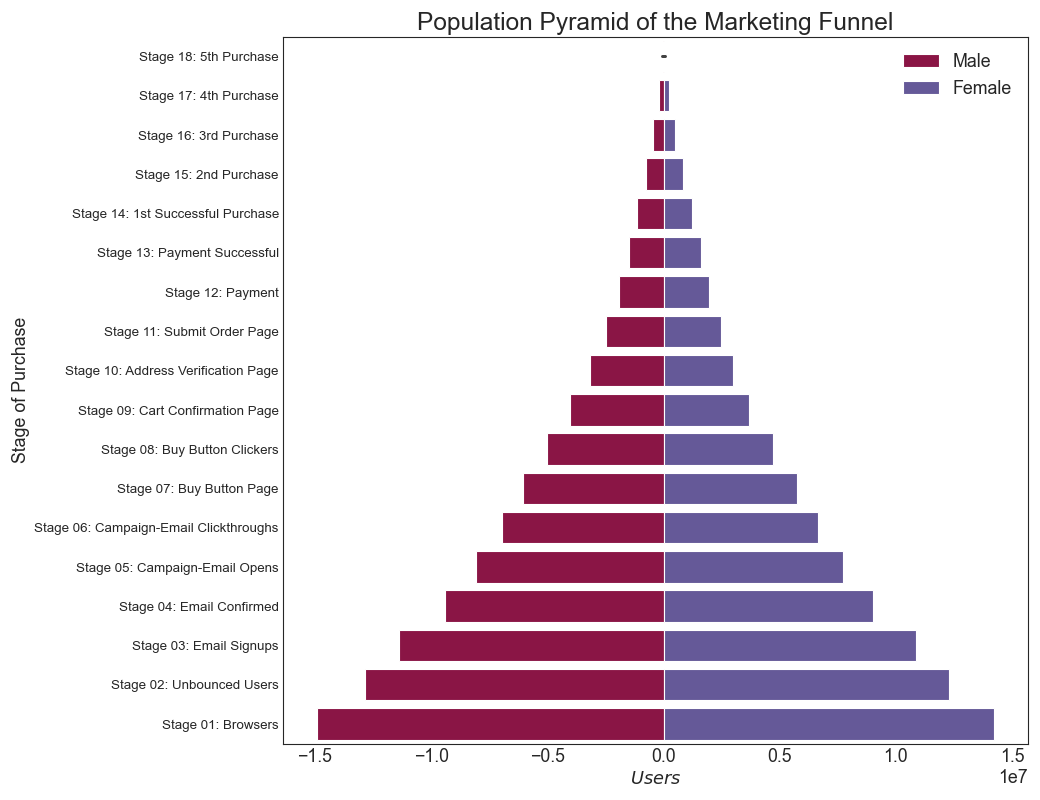 Population Pyramid of the Marketing Funnel
Male
Female
Stage of Purchase
Stage 18: 5th Purchase
Stage 17: 4th Purchase
Stage 16: 3rd Purchase
Stage 15: 2nd Purchase
Stage 14: 1st Successful Purchase
Stage 13: Payment Successful
Stage 12: Payment
Stage 11: Submit Order Page
Stage 10: Address Verification Page
Stage 09: Cart Confirmation Page
Stage 08: Buy Button Clickers
Stage 07: Buy Button Page
Stage 06: Campaign-Email Clickthroughs
Stage 05: Campaign-Email Opens
Stage 04: Email Confirmed
Stage 03: Email Signups
Stage 02: Unbounced Users
Stage 01: Browsers
−1.5 −1.0 −0.5 0.0 0.5 1.0 1.5
1e7
Users